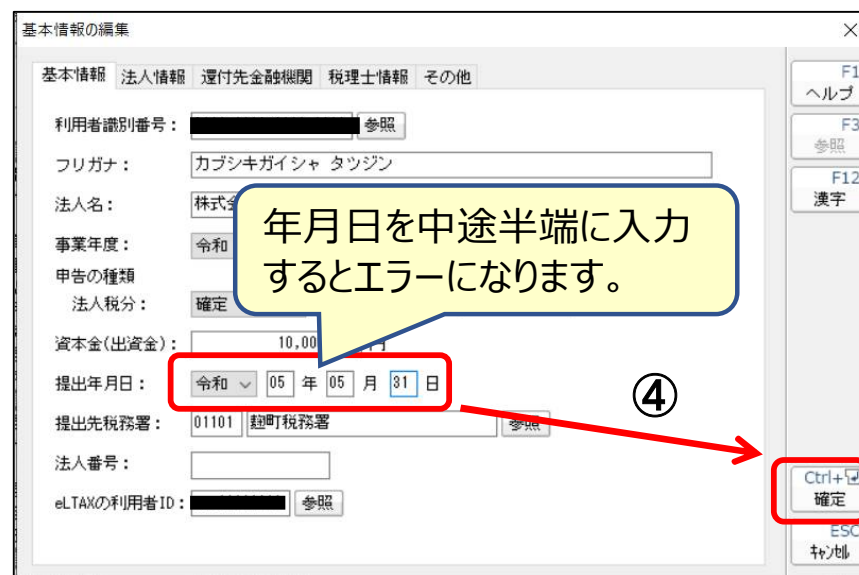 基本情報の編集
基本情報 法人情報 還付先金融機関 税理士情報 その他
利用者識別番号： 参照
フリガナ： カブシキガイシャ タツジン
法人名： 株式
事業年度： 令和
申告の種類
法人税分： 確定
資本金(出資金)： 10,00
提出年月日： 令和 05 年 05 月 31 日
提出先税務署： 01101 麹町税務署 参照
法人番号：
eLTAXの利用者ID： 参照
年月日を中途半端に入力
するとエラーになります。
④
F1
ヘルプ
F3
参照
F12
漢字
Ctrl+
確定
ESC
ｷｬﾝｾﾙ